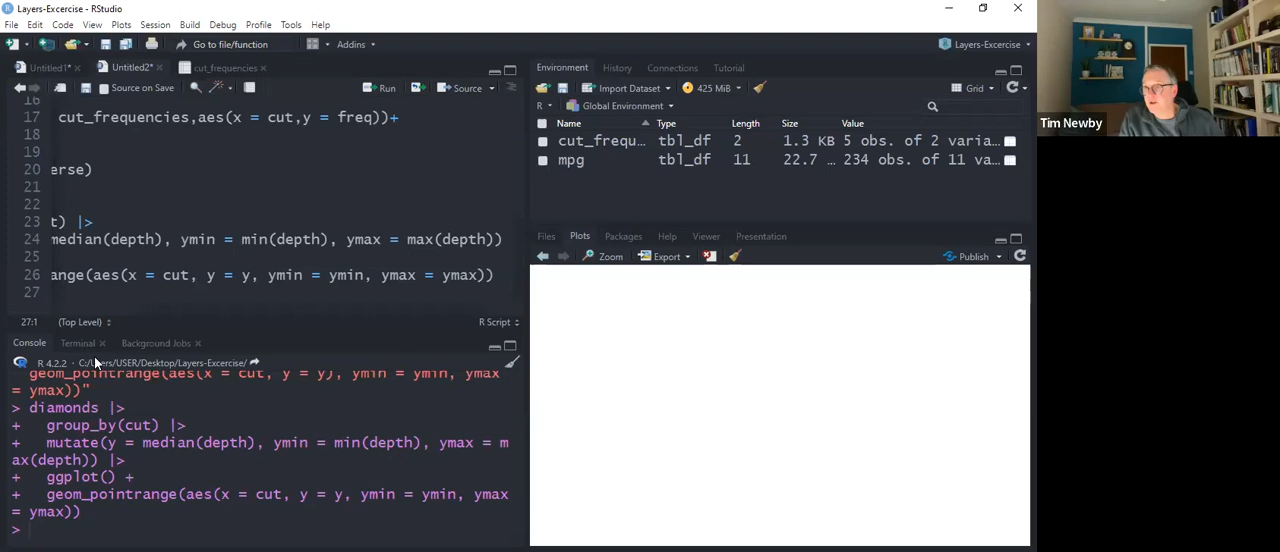 Layers-Excercise - RStudio
File Edit Code View Plots Session Build Debug Profile Tools Help
Go to file/function Addins Layers-Excercise
Untitled1* Untitled2* cut_frequencies
Source on Save Run Source
16
17 cut_frequencies,aes(x = cut,y = freq))+
18
19
20 erse)
21
22
23 t) |>
24 median(depth), ymin = min(depth), ymax = max(depth))
25
26 ange(aes(x = cut, y = y, ymin = ymin, ymax = ymax))
27
27:1 (Top Level) R Script
Console Terminal Background Jobs
R 4.2.2 · C:/Users/USER/Desktop/Layers-Excercise/
geom_pointrange(aes(x = cut, y = y), ymin = ymin, ymax
= ymax))"
> diamonds |>
+ group_by(cut) |>
+ mutate(y = median(depth), ymin = min(depth), ymax = m
ax(depth)) |>
+ ggplot() +
+ geom_pointrange(aes(x = cut, y = y, ymin = ymin, ymax
= ymax))
>
Environment History Connections Tutorial
Import Dataset 425 MiB Grid
R Global Environment
Name Type Length Size Value
cut_frequ... tbl_df 2 1.3 KB 5 obs. of 2 varia...
mpg tbl_df 11 22.7 ... 234 obs. of 11 va...
Files Plots Packages Help Viewer Presentation
Zoom Export Publish
Tim Newby